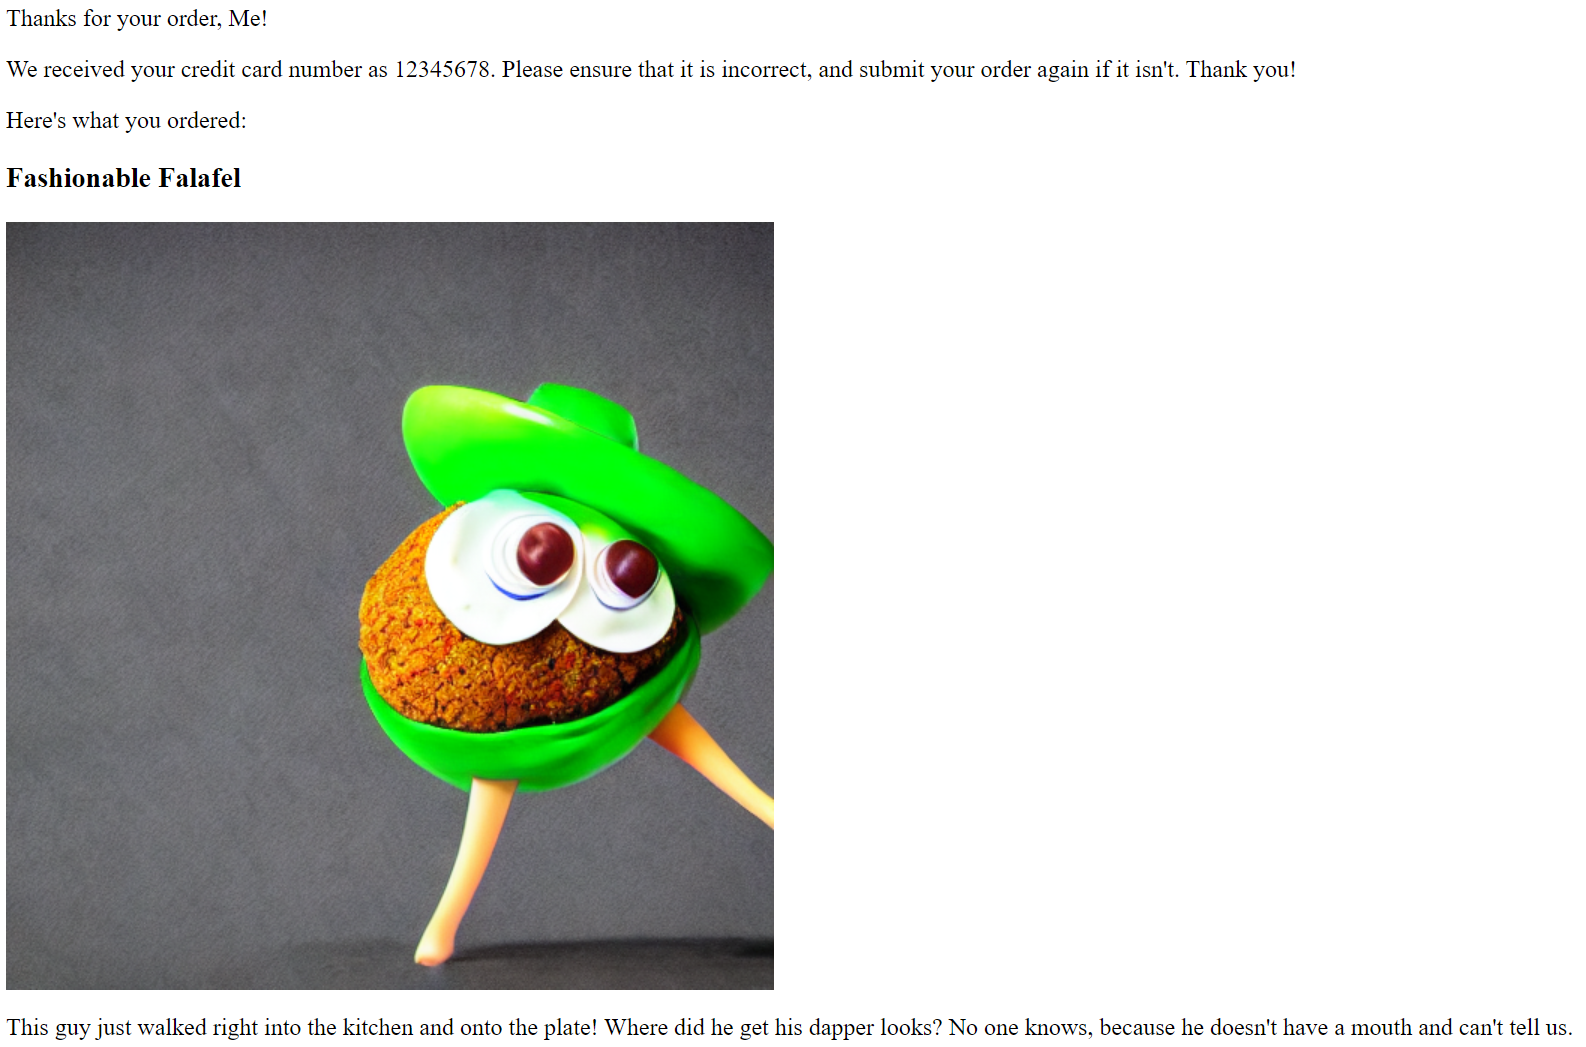 Thanks for your order, Me!
We received your credit card number as 12345678. Please ensure that it is incorrect, and submit your order again if it isn't. Thank you!
Here's what you ordered:
Fashionable Falafel
This guy just walked right into the kitchen and onto the plate! Where did he get his dapper looks? No one knows, because he doesn't have a mouth and can't tell us.